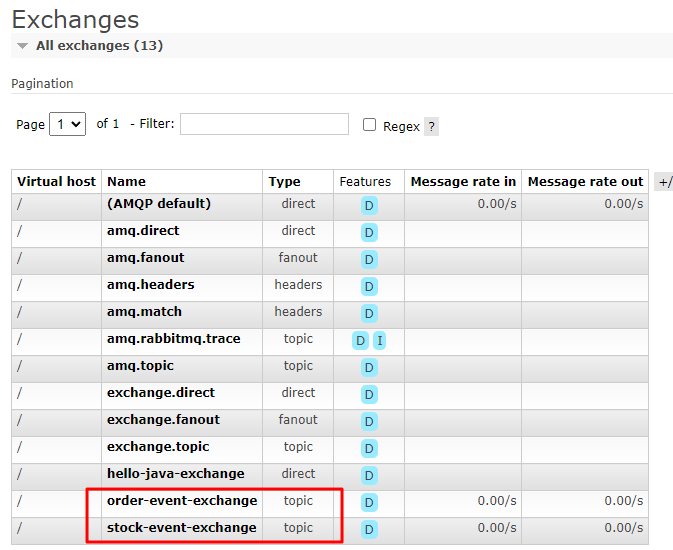 Exchanges
All exchanges (13)
Pagination
Page 1 of 1 - Filter: Regex ?
Virtual host Name Type Features Message rate in Message rate out +/
/ (AMQP default) direct D 0.00/s 0.00/s
/ amq.direct direct D
/ amq.fanout fanout D
/ amq.headers headers D
/ amq.match headers D
/ amq.rabbitmq.trace topic D I
/ amq.topic topic D
/ exchange.direct direct D
/ exchange.fanout fanout D
/ exchange.topic topic D
/ hello-java-exchange direct D
/ order-event-exchange topic D 0.00/s 0.00/s
/ stock-event-exchange topic D 0.00/s 0.00/s